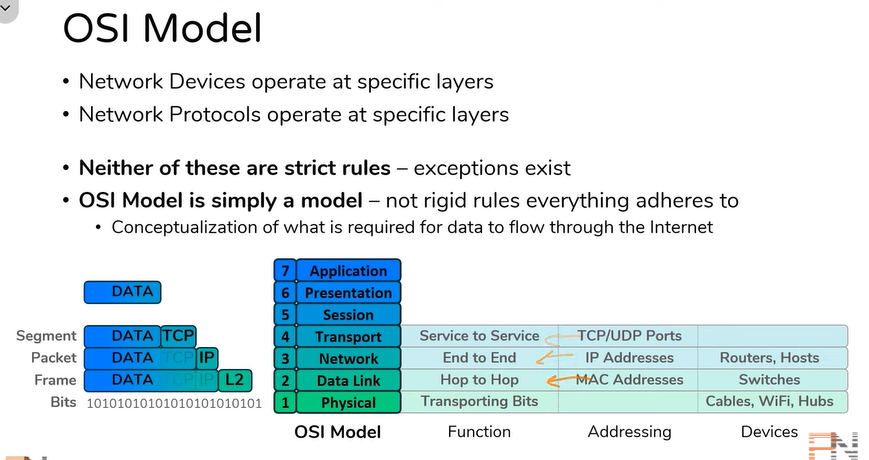 OSI Model
• Network Devices operate at specific layers
• Network Protocols operate at specific layers
• Neither of these are strict rules – exceptions exist
• OSI Model is simply a model – not rigid rules everything adheres to
• Conceptualization of what is required for data to flow through the Internet
7 Application
DATA 6 Presentation
5 Session
Segment DATA TCP 4 Transport Service to Service TCP/UDP Ports
Packet DATA TCP IP 3 Network End to End IP Addresses Routers, Hosts
Frame DATA TCP IP L2 2 Data Link Hop to Hop MAC Addresses Switches
Bits 101010101010101010101010101 1 Physical Transporting Bits Cables, WiFi, Hubs
OSI Model Function Addressing Devices
PN